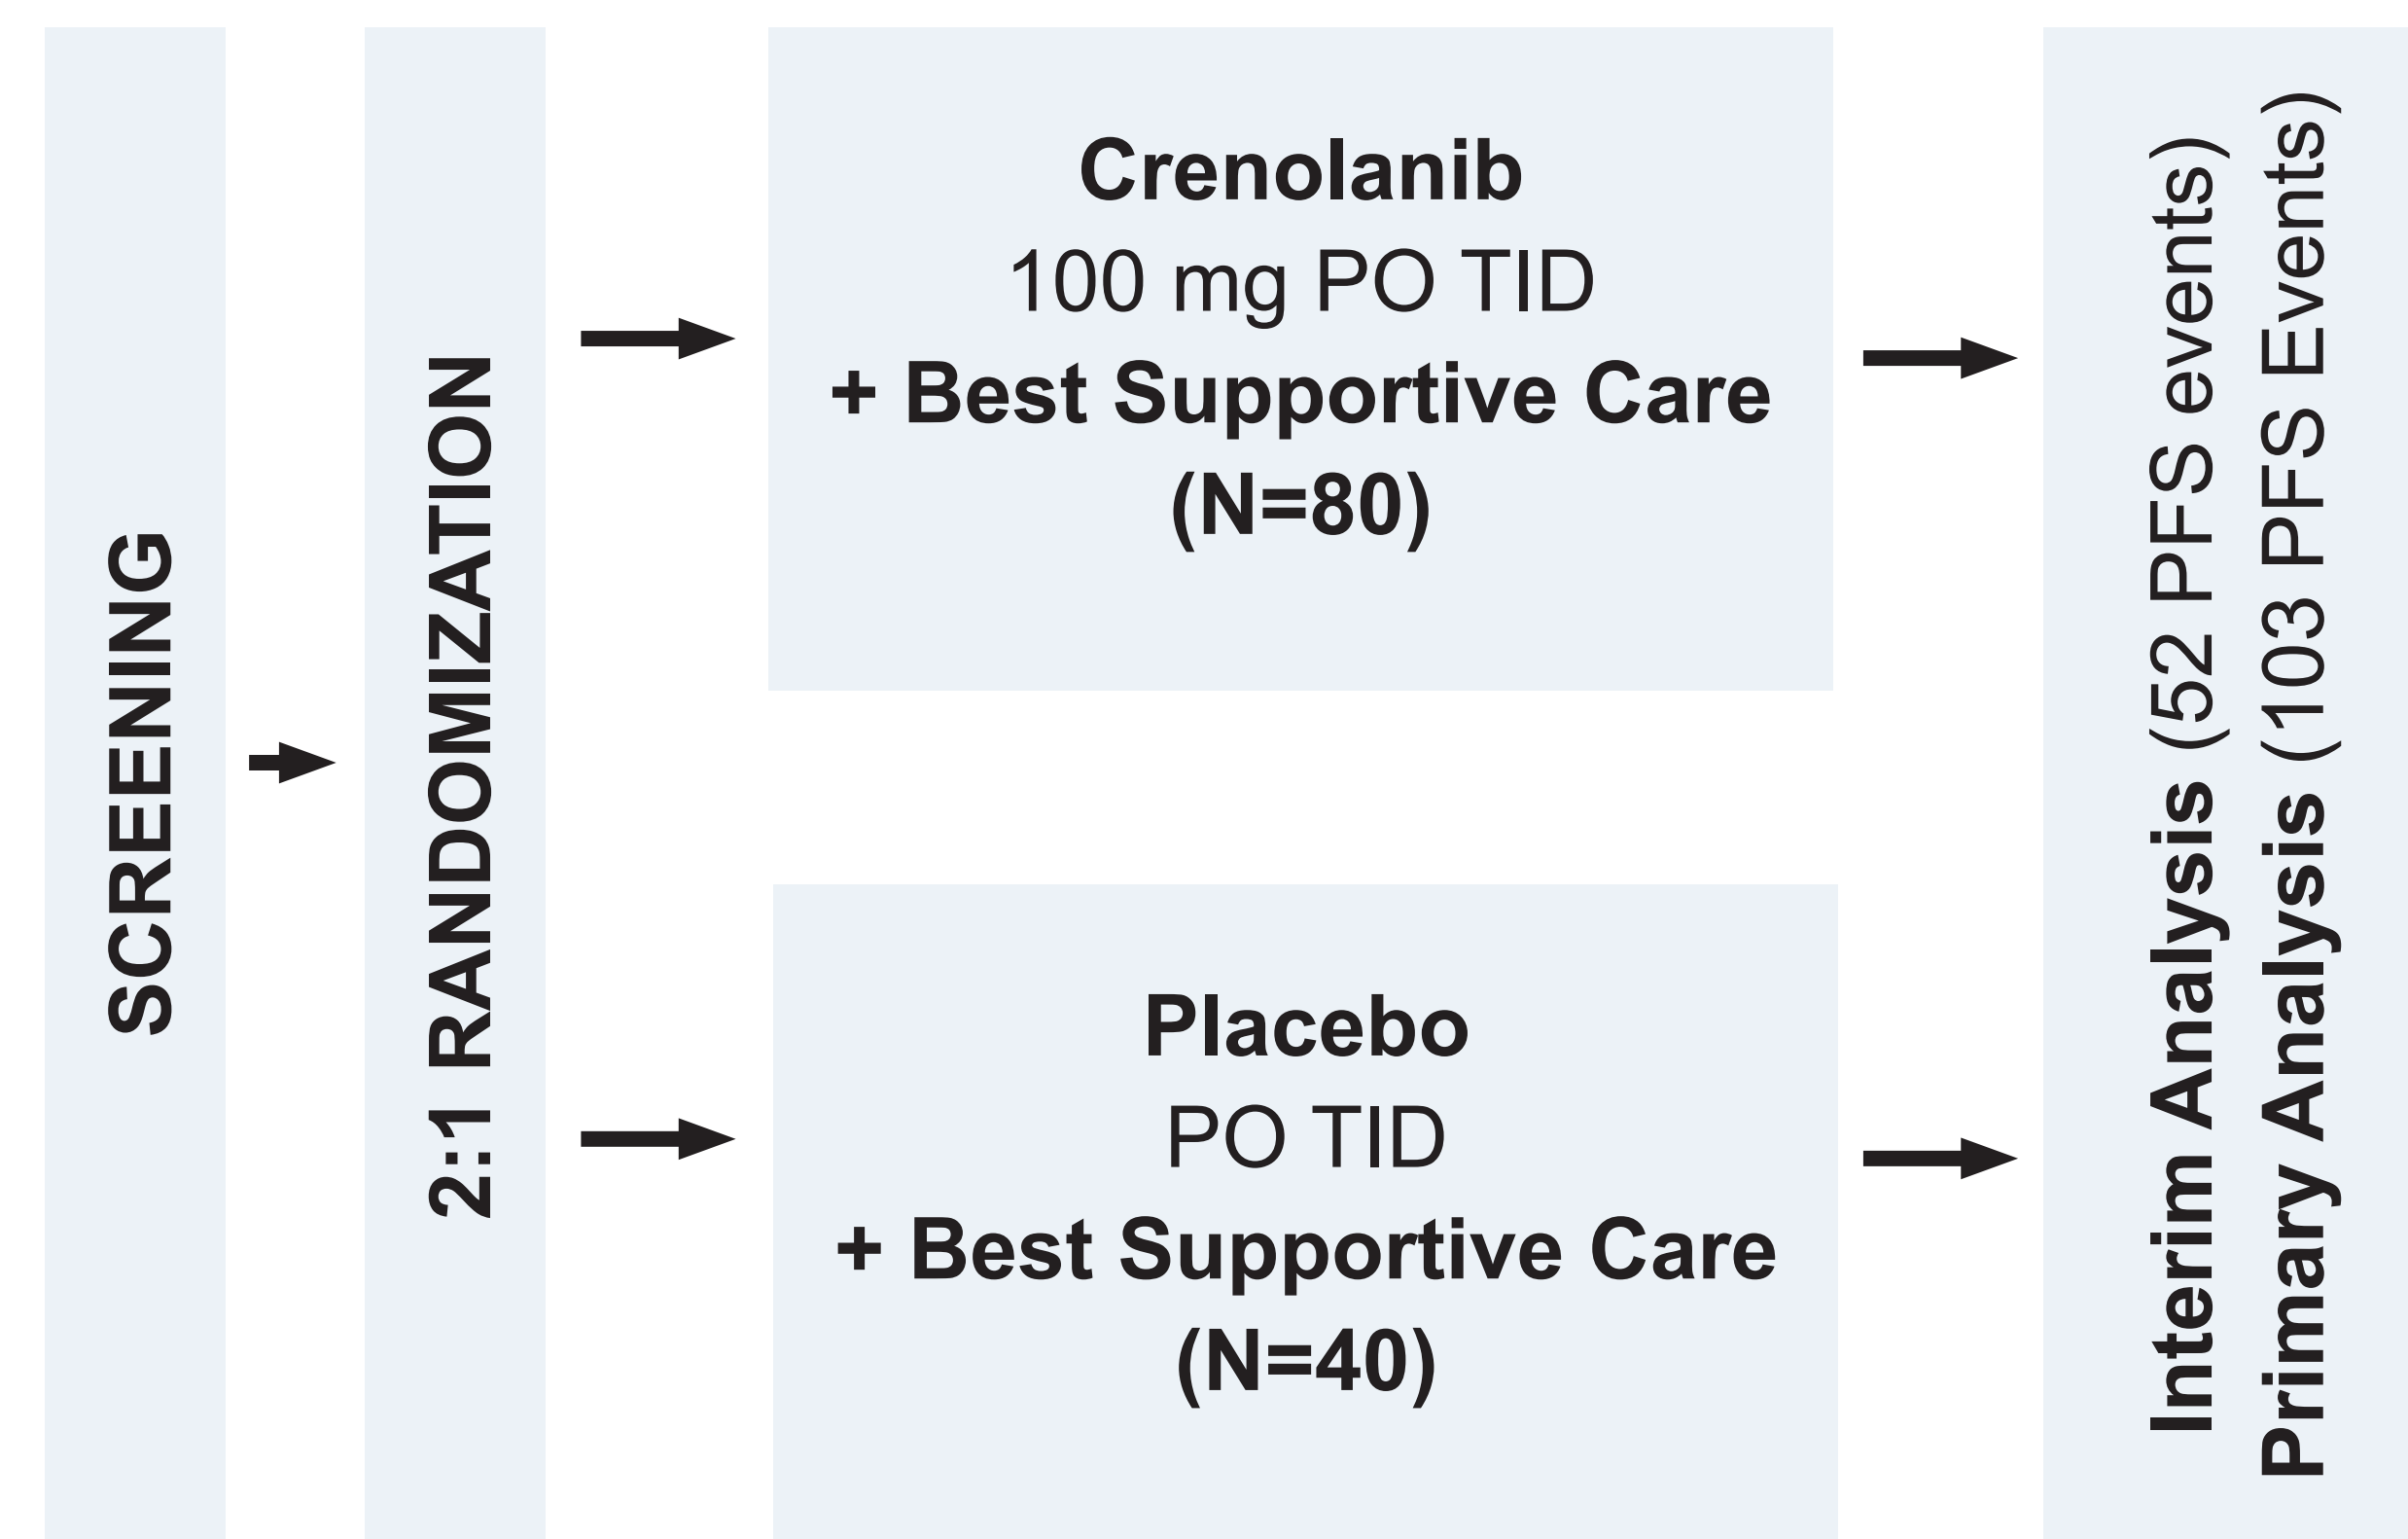 SCREENING
2:1 RANDOMIZATION
Crenolanib
100 mg PO TID
+ Best Supportive Care
(N=80)
Placebo
PO TID
+ Best Supportive Care
(N=40)
Interim Analysis (52 PFS events)
Primary Analysis (103 PFS Events)